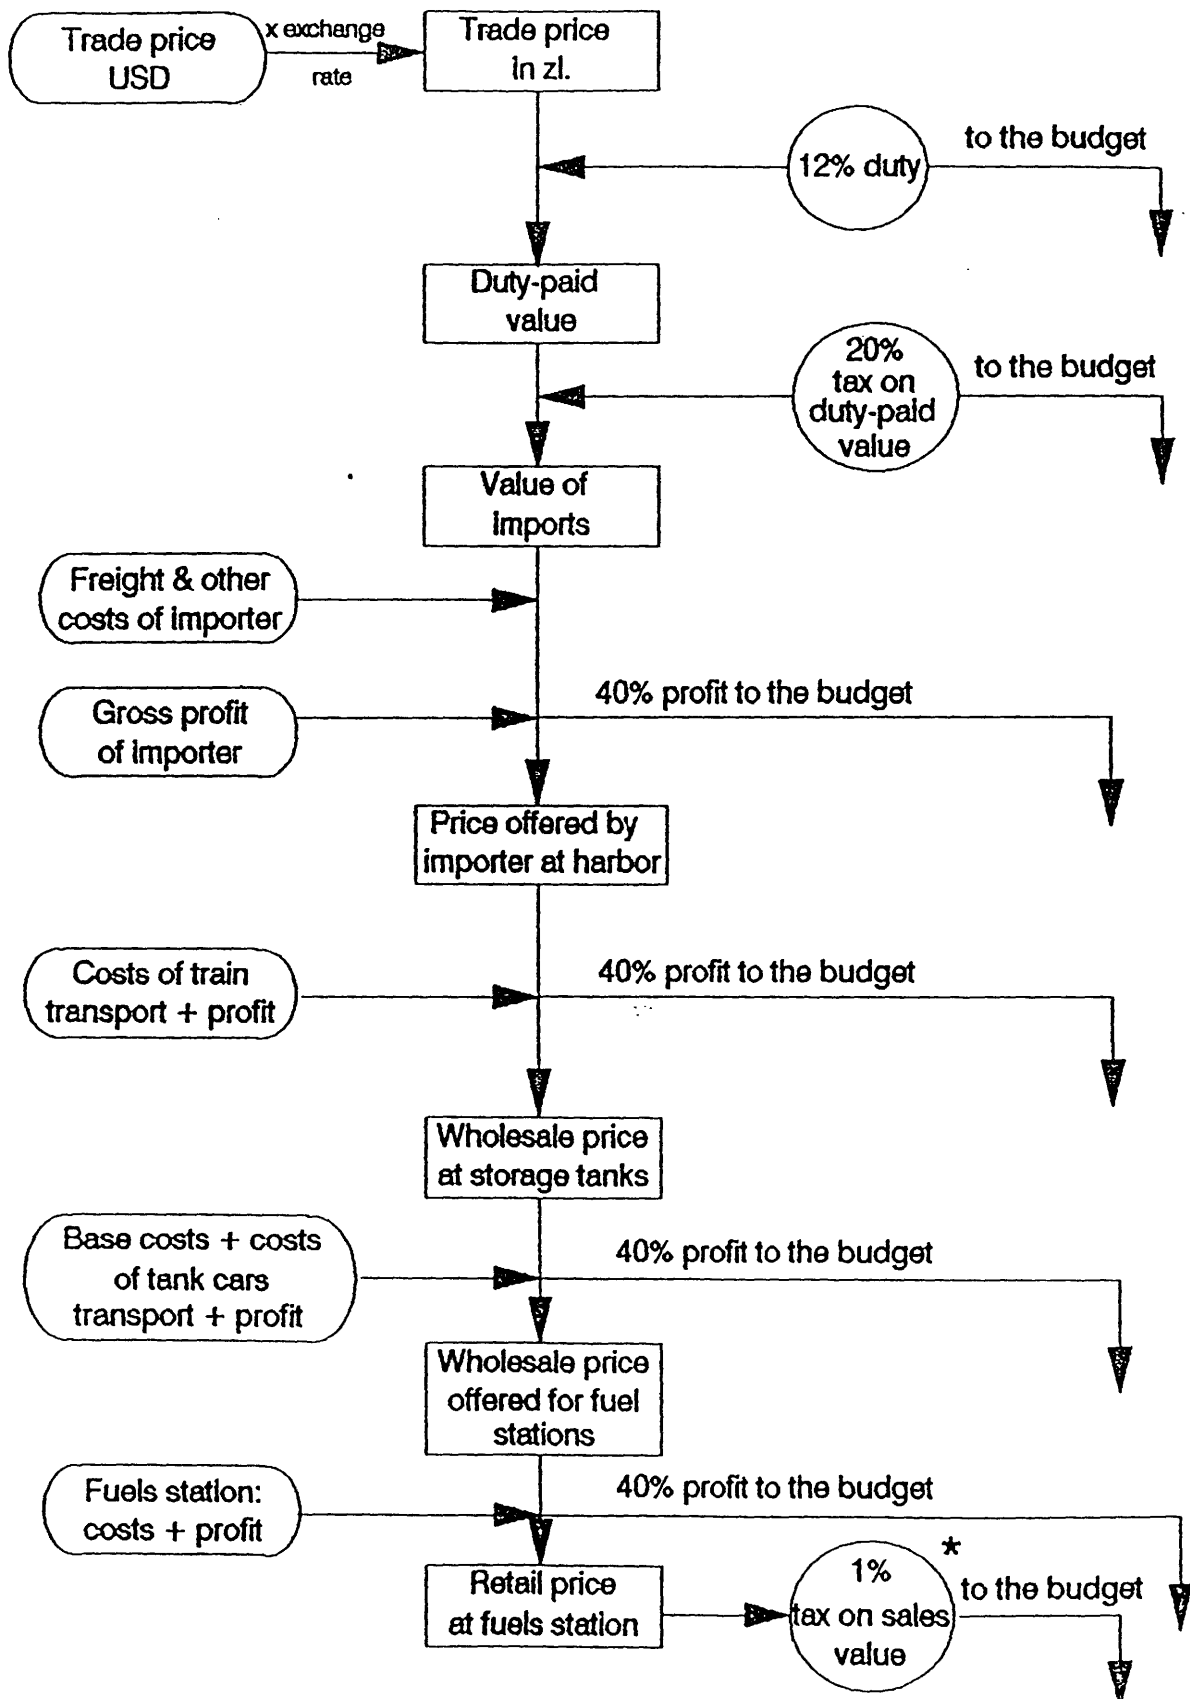 Trade price
USD
x exchange
rate
Trade price
in zl.
12% duty
to the budget
Duty-paid
value
20%
tax on
duty-paid
value
to the budget
Value of
imports
Freight & other
costs of importer
Gross profit
of importer
40% profit to the budget
Price offered by
importer at harbor
Costs of train
transport + profit
40% profit to the budget
Wholesale price
at storage tanks
Base costs + costs
of tank cars
transport + profit
40% profit to the budget
Wholesale price
offered for fuel
stations
Fuels station:
costs + profit
40% profit to the budget
Retail price
at fuels station
1%
tax on sales
value
*
to the budget